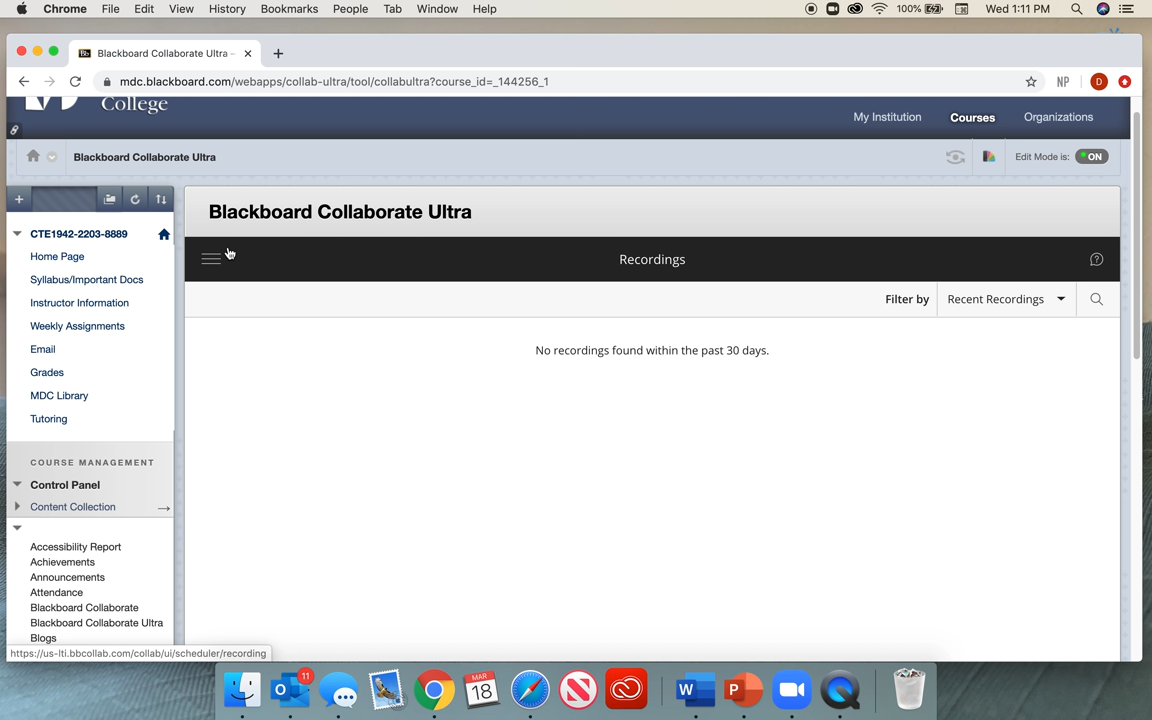 Chrome File Edit View History Bookmarks People Tab Window Help 100% Wed 1:11 PM
Bb Blackboard Collaborate Ultra – 
mdc.blackboard.com/webapps/collab-ultra/tool/collabultra?course_id=_144256_1 NP D
College
My Institution Courses Organizations
Blackboard Collaborate Ultra Edit Mode is: ON
Blackboard Collaborate Ultra
CTE1942-2203-8889
Home Page
Syllabus/Important Docs
Instructor Information
Weekly Assignments
Email
Grades
MDC Library
Tutoring
COURSE MANAGEMENT
Control Panel
Content Collection
Accessibility Report
Achievements
Announcements
Attendance
Blackboard Collaborate
Blackboard Collaborate Ultra
Blogs
Recordings
Filter by Recent Recordings
No recordings found within the past 30 days.
https://us-lti.bbcollab.com/collab/ui/scheduler/recording
11
MAR
18
W
P